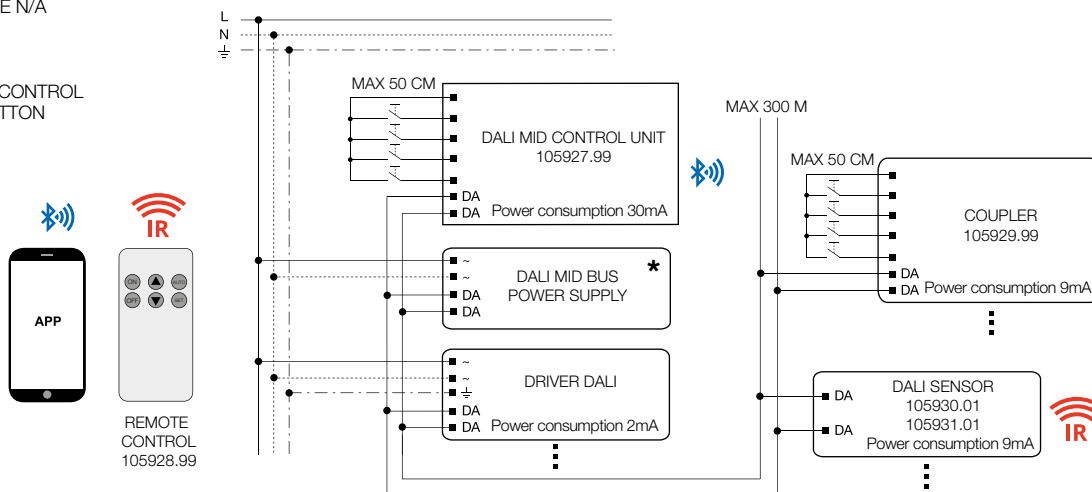 E N/A
CONTROL
TTON
L
N
MAX 50 CM
DALI MID CONTROL UNIT
105927.99
DA
DA Power consumption 30mA
~
~
DA
DA
DALI MID BUS
POWER SUPPLY
*
~
~
DRIVER DALI
DA
DA Power consumption 2mA
IR
APP
ON
AUTO
OFF
SET
REMOTE
CONTROL
105928.99
MAX 300 M
MAX 50 CM
COUPLER
105929.99
DA
DA Power consumption 9mA
DALI SENSOR
105930.01
105931.01
Power consumption 9mA
DA
DA
IR